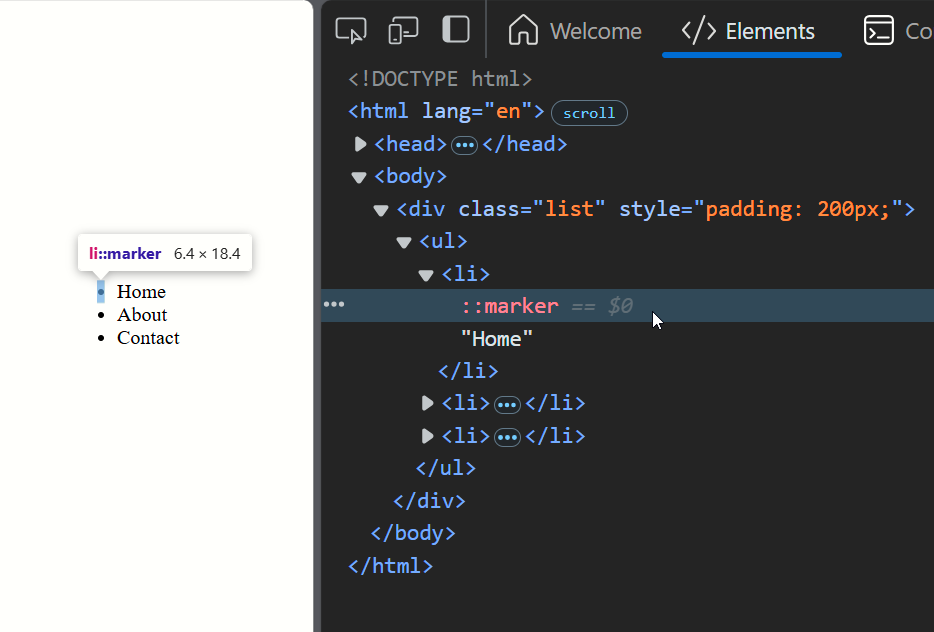 li::marker 6.4 × 18.4
Home
About
Contact
Welcome </> Elements Co
<!DOCTYPE html>
<html lang="en"> scroll
<head>•••</head>
<body>
<div class="list" style="padding: 200px;">
<ul>
<li>
••• ::marker == $0
"Home"
</li>
<li>•••</li>
<li>•••</li>
</ul>
</div>
</body>
</html>